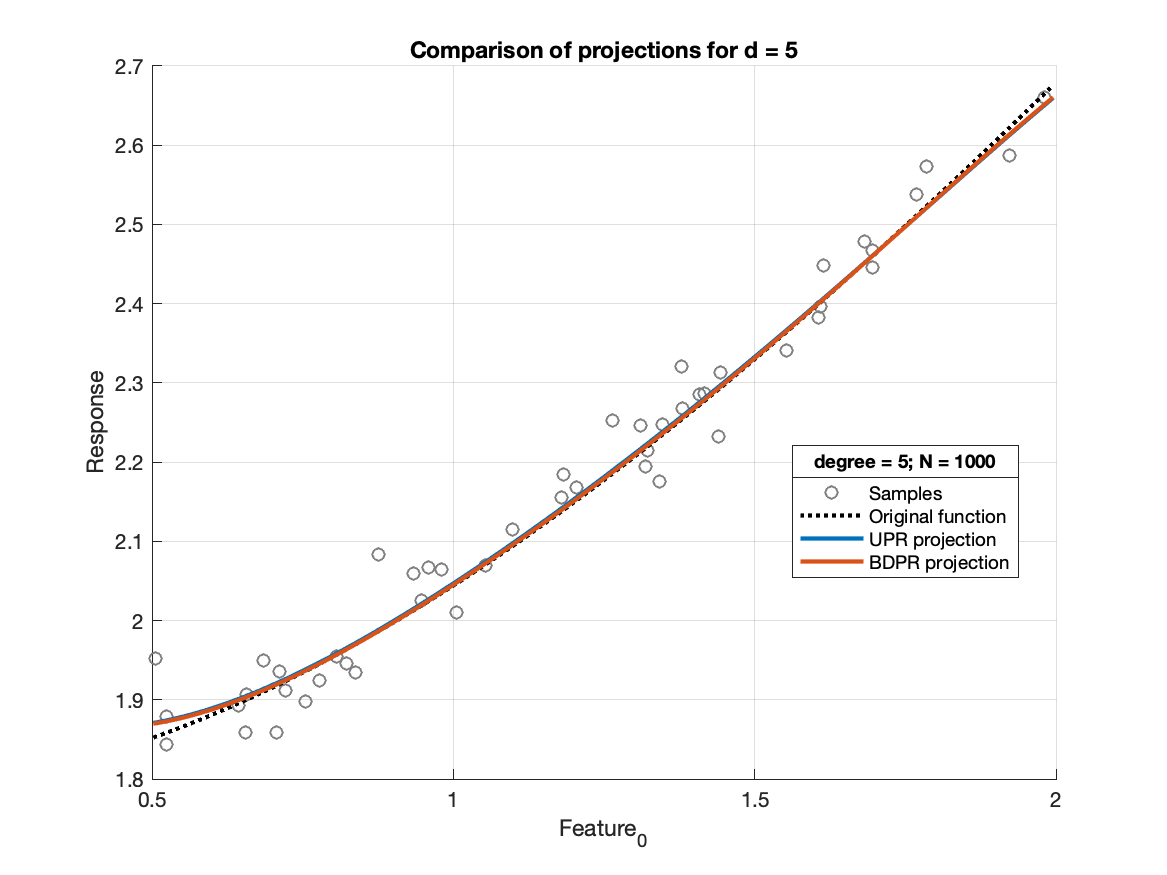 Comparison of projections for d = 5
2.7
2.6
2.5
2.4
2.3
2.2
2.1
2
1.9
1.8
Response
degree = 5; N = 1000
Samples
Original function
UPR projection
BDPR projection
0.5
1
1.5
2
Feature0